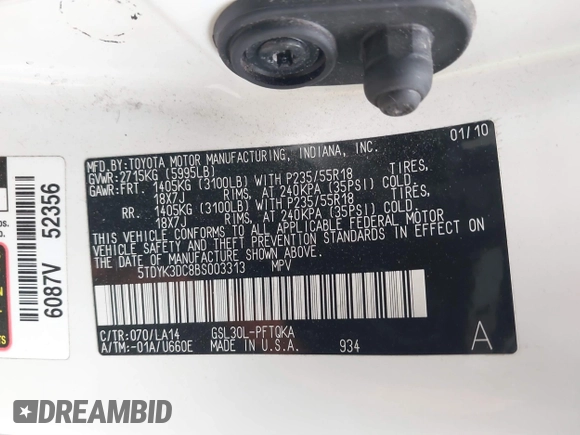 MFD.BY:TOYOTA MOTOR MANUFACTURING, INDIANA, INC. 01/10
GVWR:2715KG (5995LB)
GAWR:FRT. 1405KG (3100LB) WITH P235/55R18 TIRES,
18X7J RIMS, AT 240KPA (35PSI) COLD.
RR. 1405KG (3100LB) WITH P235/55R18 TIRES,
18X7J RIMS, AT 240KPA (35PSI) COLD.
THIS VEHICLE CONFORMS TO ALL APPLICABLE FEDERAL MOTOR
VEHICLE SAFETY AND THEFT PREVENTION STANDARDS IN EFFECT ON
THE DATE OF MANUFACTURE SHOWN ABOVE.
5TDYK3DC8BS003313 MPV
C/TR:070/LA14 GSL30L-PFTQKA
A/TM:-01A/U660E MADE IN U.S.A. 934
A
6087V 52356
DREAMBID